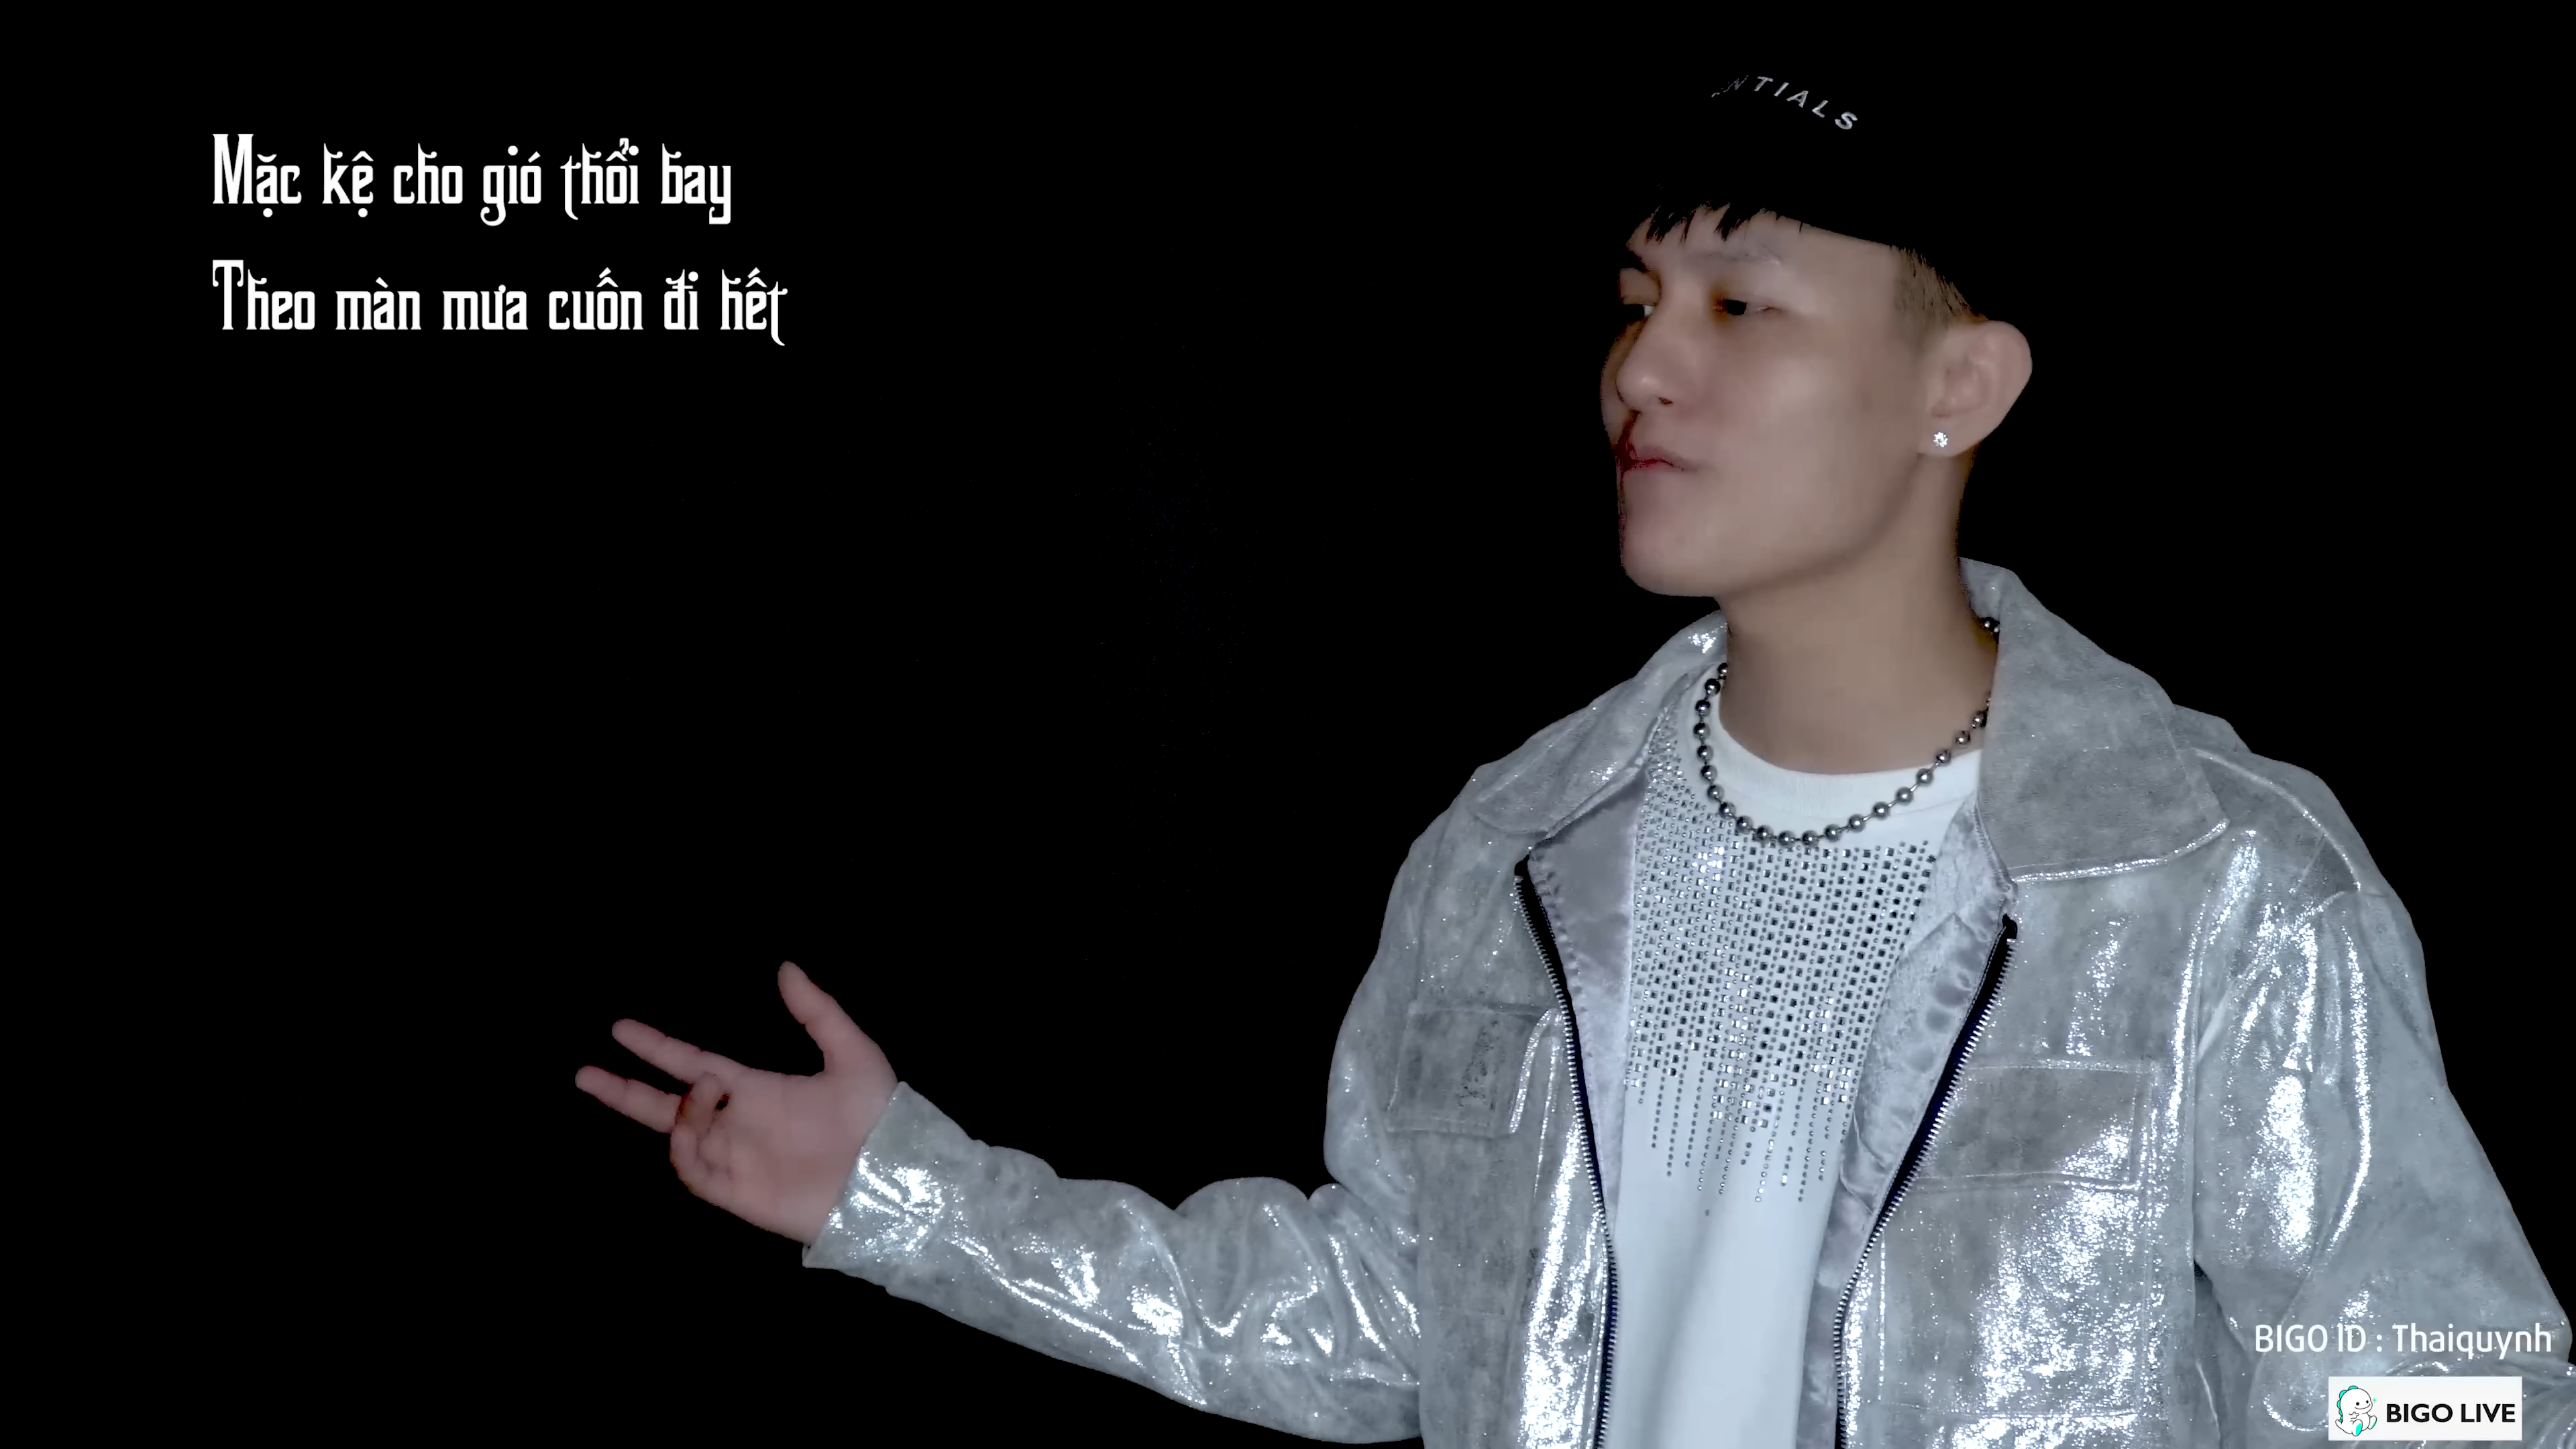 NTIALS
Mặc kệ cho gió thổi bay
Theo màn mưa cuốn đi hết
BIGO ID : Thaiquynh
BIGO LIVE